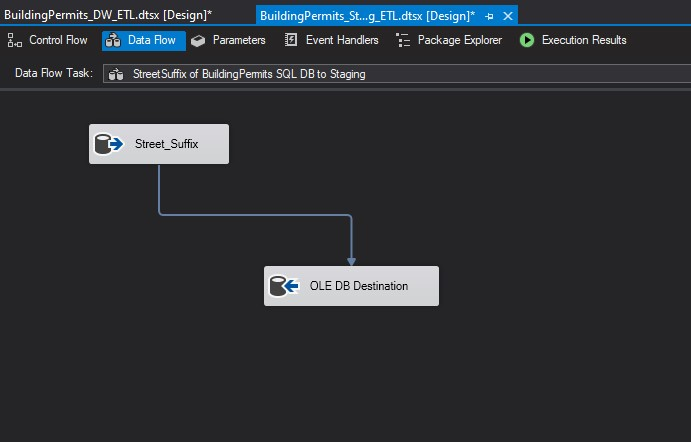 BuildingPermits_DW_ETL.dtsx [Design]* BuildingPermits_St...g_ETL.dtsx [Design]*
Control Flow Data Flow Parameters Event Handlers Package Explorer Execution Results
Data Flow Task: StreetSuffix of BuildingPermits SQL DB to Staging
Street_Suffix
OLE DB Destination